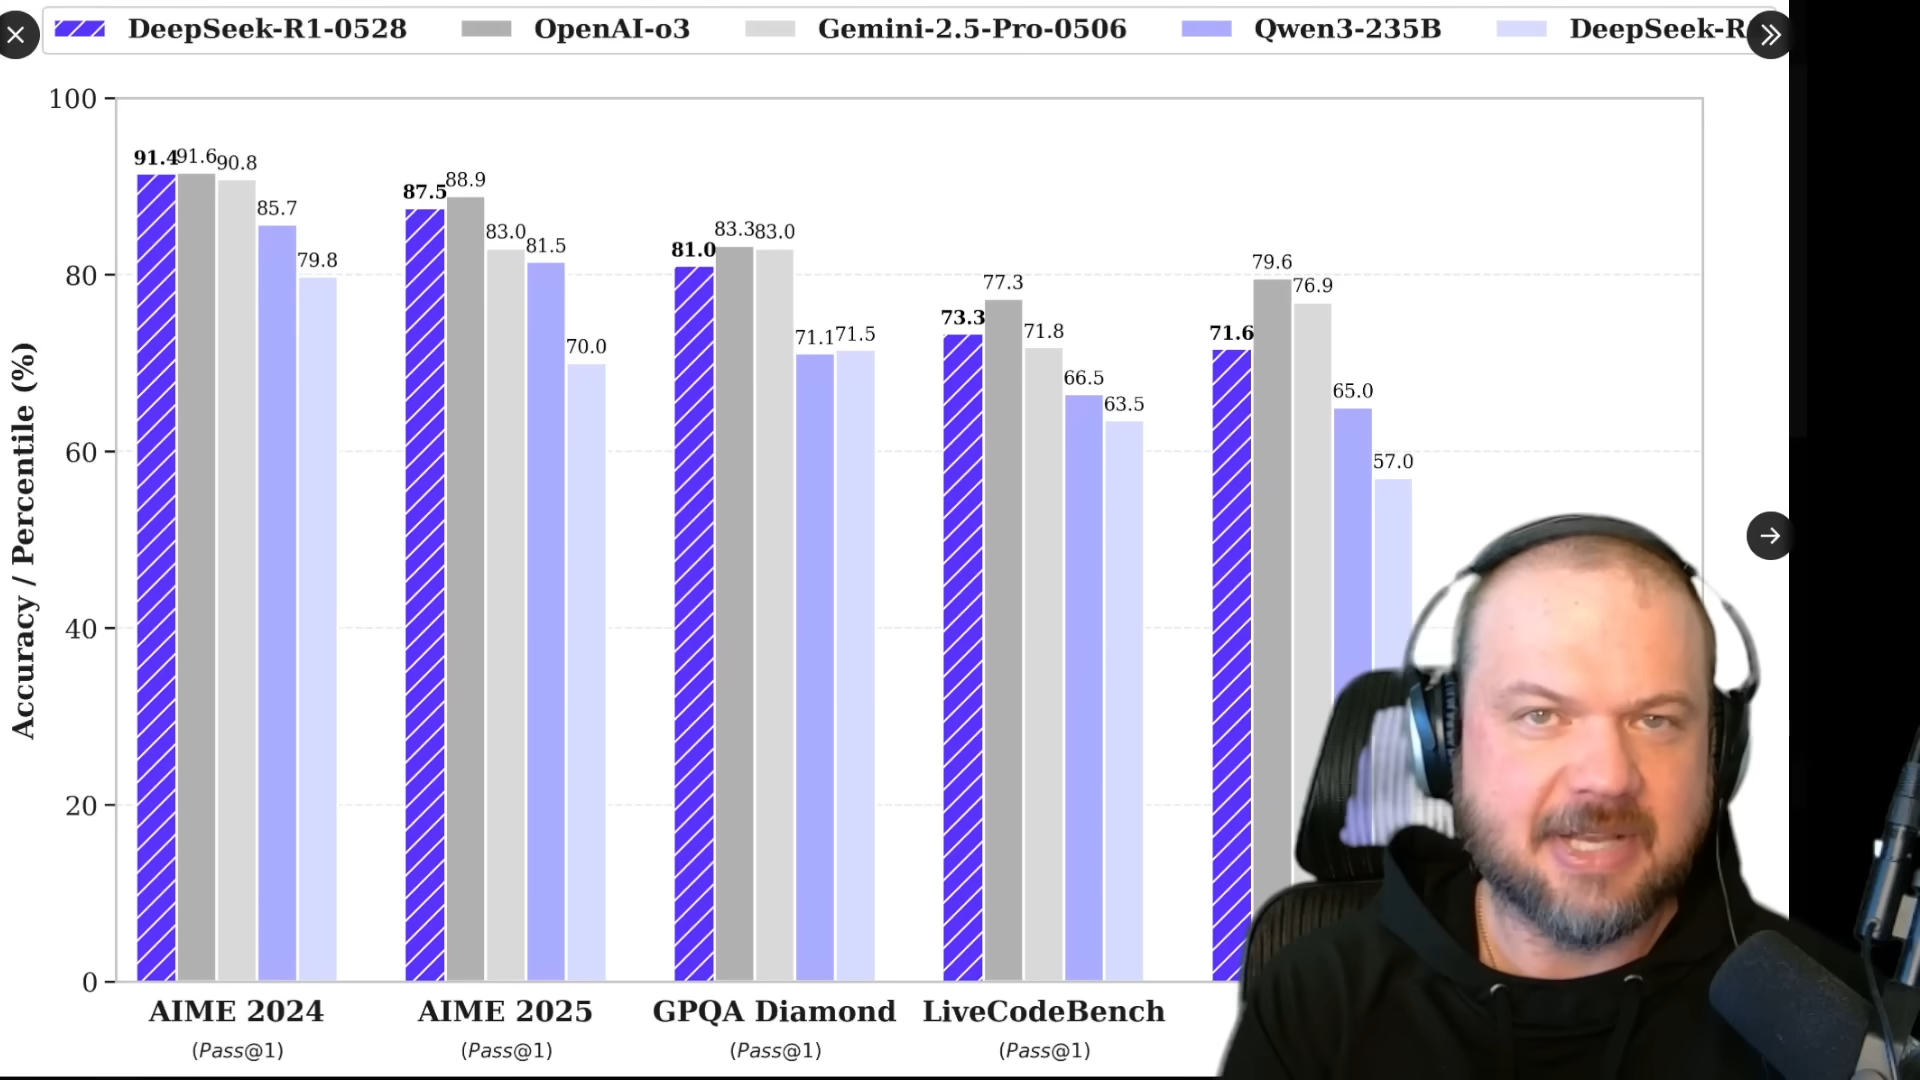 DeepSeek-R1-0528 OpenAI-o3 Gemini-2.5-Pro-0506 Qwen3-235B DeepSeek-R
100
80
60
40
20
0
Accuracy / Percentile (%)
91.4 91.6 90.8 85.7 79.8
87.5 88.9 83.0 81.5 70.0
81.0 83.3 83.0 71.1 71.5
73.3 77.3 71.8 66.5 63.5
71.6 79.6 76.9 65.0 57.0
AIME 2024 AIME 2025 GPQA Diamond LiveCodeBench
(Pass@1) (Pass@1) (Pass@1) (Pass@1)